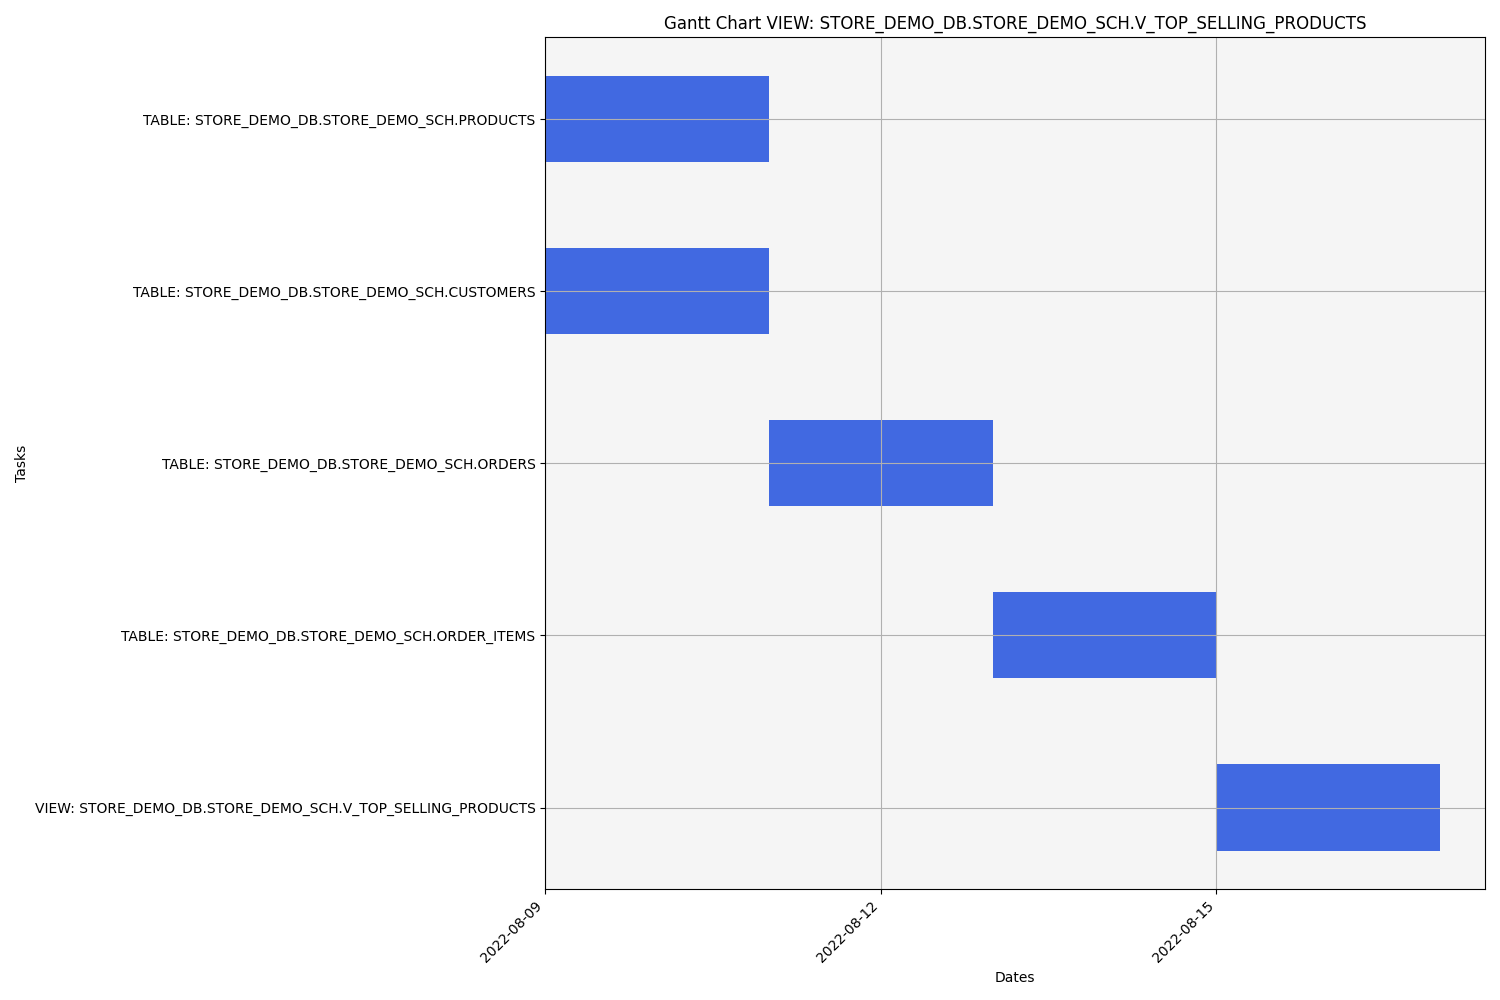 Gantt Chart VIEW: STORE_DEMO_DB.STORE_DEMO_SCH.V_TOP_SELLING_PRODUCTS
TABLE: STORE_DEMO_DB.STORE_DEMO_SCH.PRODUCTS
TABLE: STORE_DEMO_DB.STORE_DEMO_SCH.CUSTOMERS
TABLE: STORE_DEMO_DB.STORE_DEMO_SCH.ORDERS
Tasks
TABLE: STORE_DEMO_DB.STORE_DEMO_SCH.ORDER_ITEMS
VIEW: STORE_DEMO_DB.STORE_DEMO_SCH.V_TOP_SELLING_PRODUCTS
2022-08-09
2022-08-12
2022-08-15
Dates